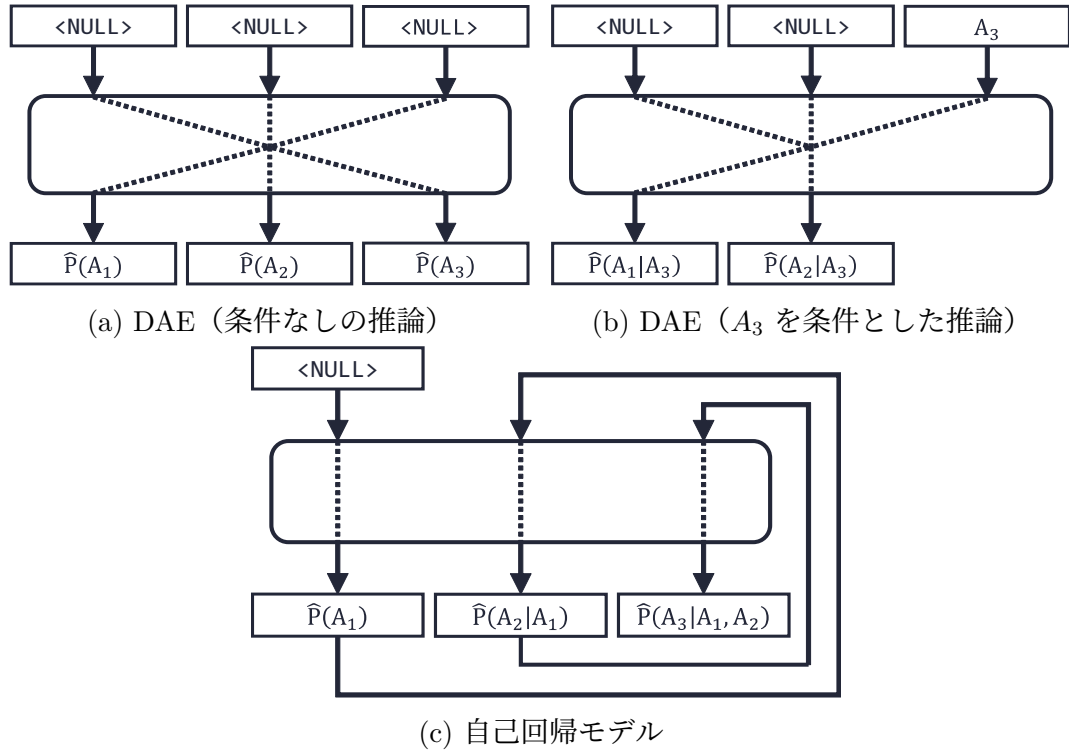 <NULL> <NULL> <NULL> <NULL> <NULL> A₃
P̂(A₁) P̂(A₂) P̂(A₃) P̂(A₁|A₃) P̂(A₂|A₃)
(a) DAE（条件なしの推論） (b) DAE（A₃ を条件とした推論）
<NULL>
P̂(A₁) P̂(A₂|A₁) P̂(A₃|A₁, A₂)
(c) 自己回帰モデル